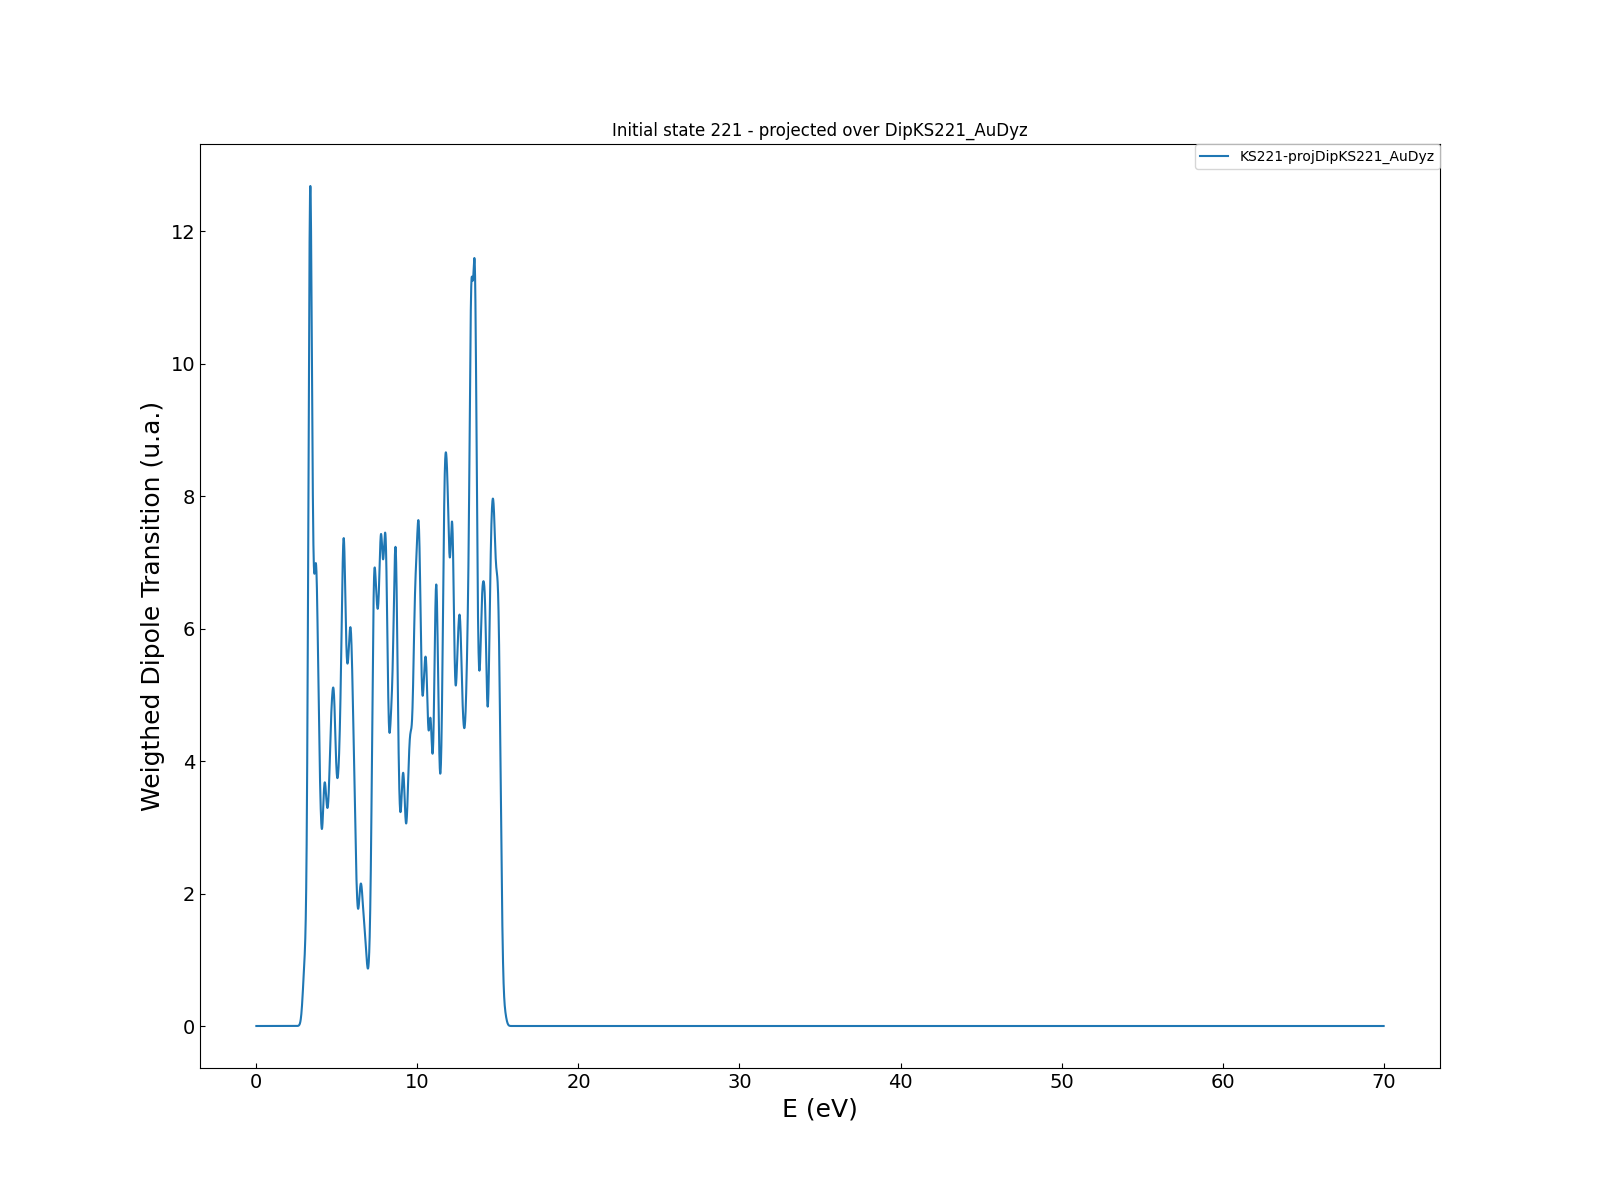 Initial state 221 - projected over DipKS221_AuDyz
KS221-projDipKS221_AuDyz
Weigthed Dipole Transition (u.a.)
12
10
8
6
4
2
0
0 10 20 30 40 50 60 70
E (eV)